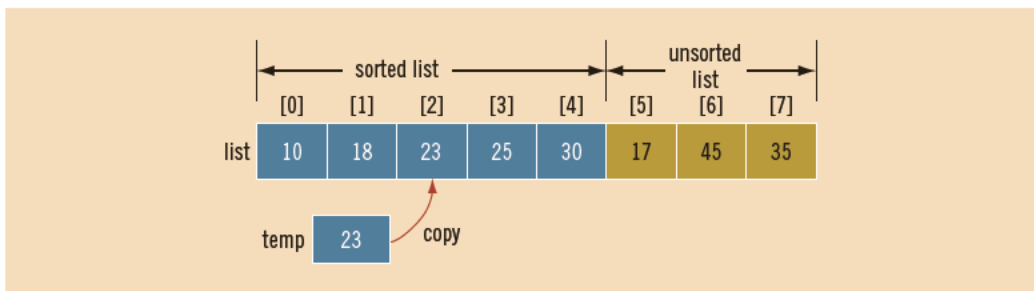 unsorted
sorted list
list
[0] [1] [2] [3] [4] [5] [6] [7]
list 10 18 23 25 30 17 45 35
temp 23 copy